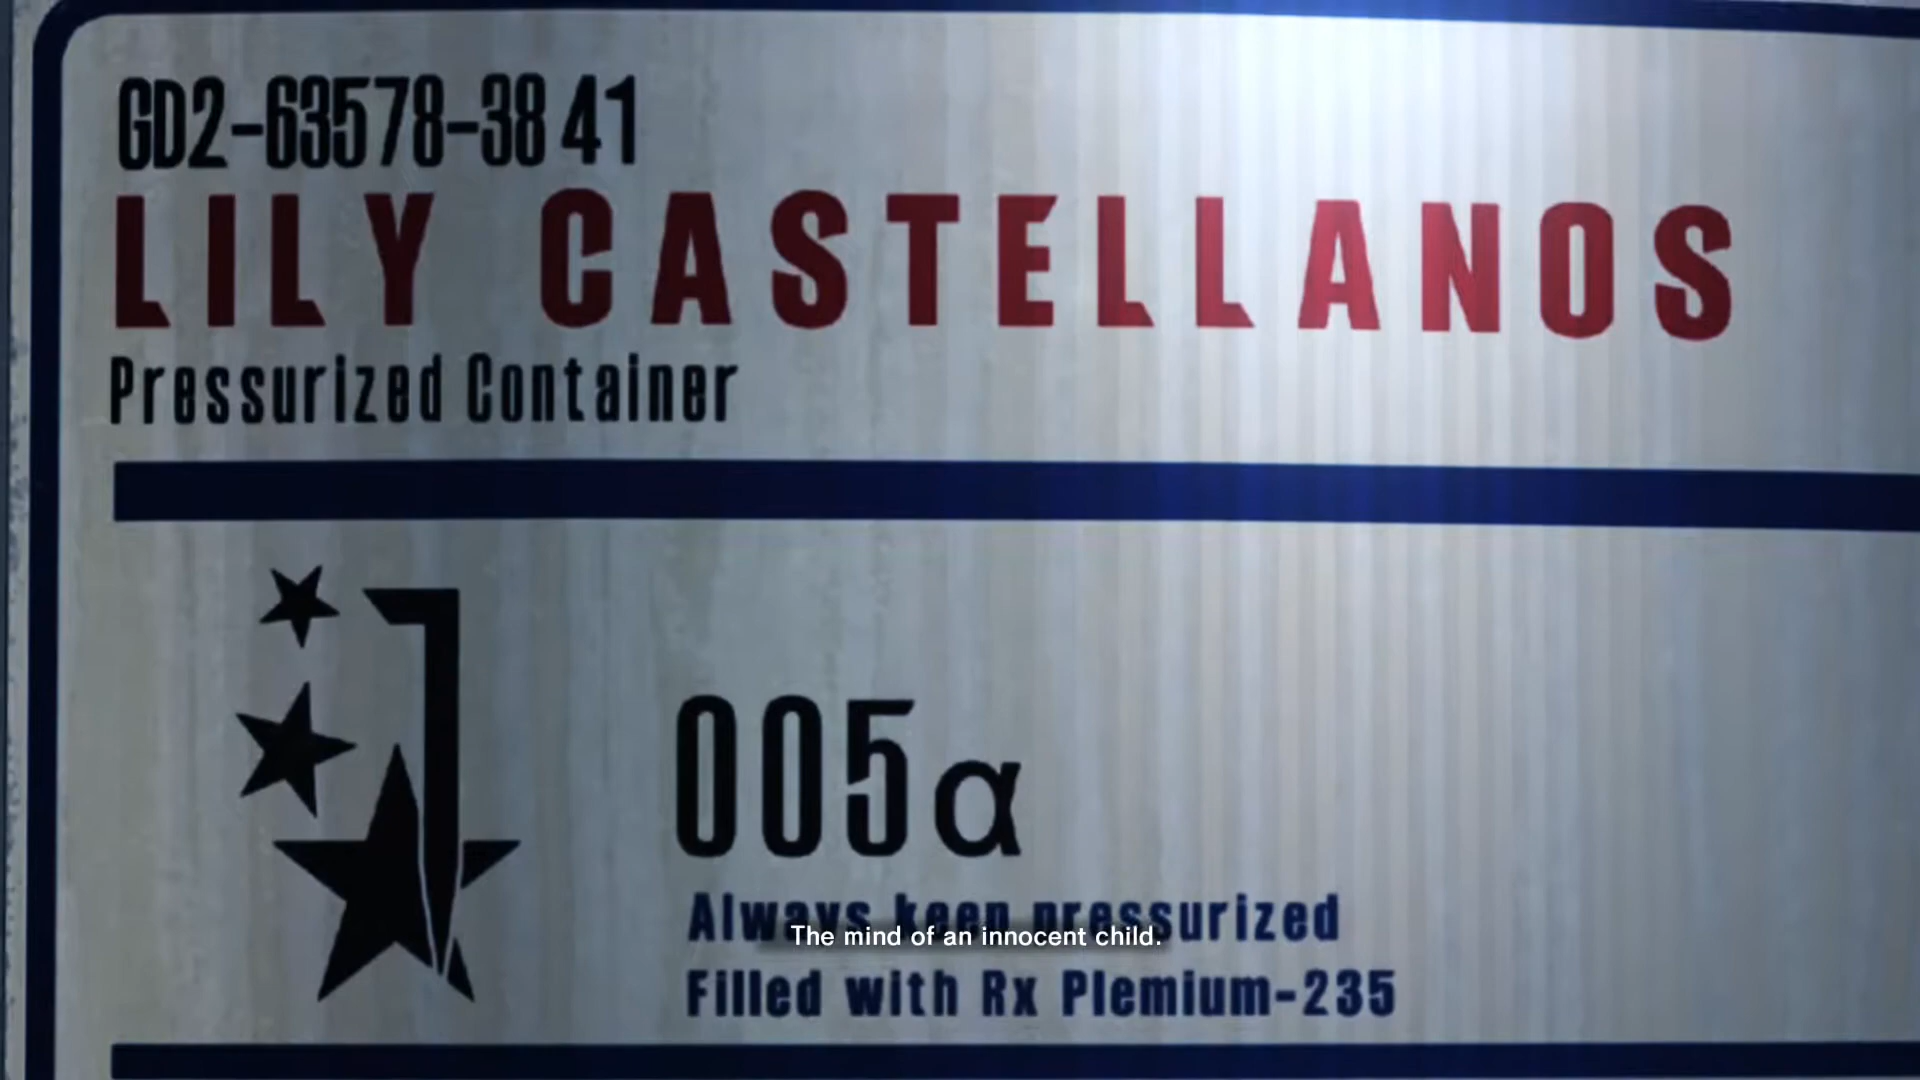 GD2-63578-38 41
LILY CASTELLANOS
Pressurized Container
005α
Always keep pressurized
The mind of an innocent child.
Filled with Rx Plemium-235